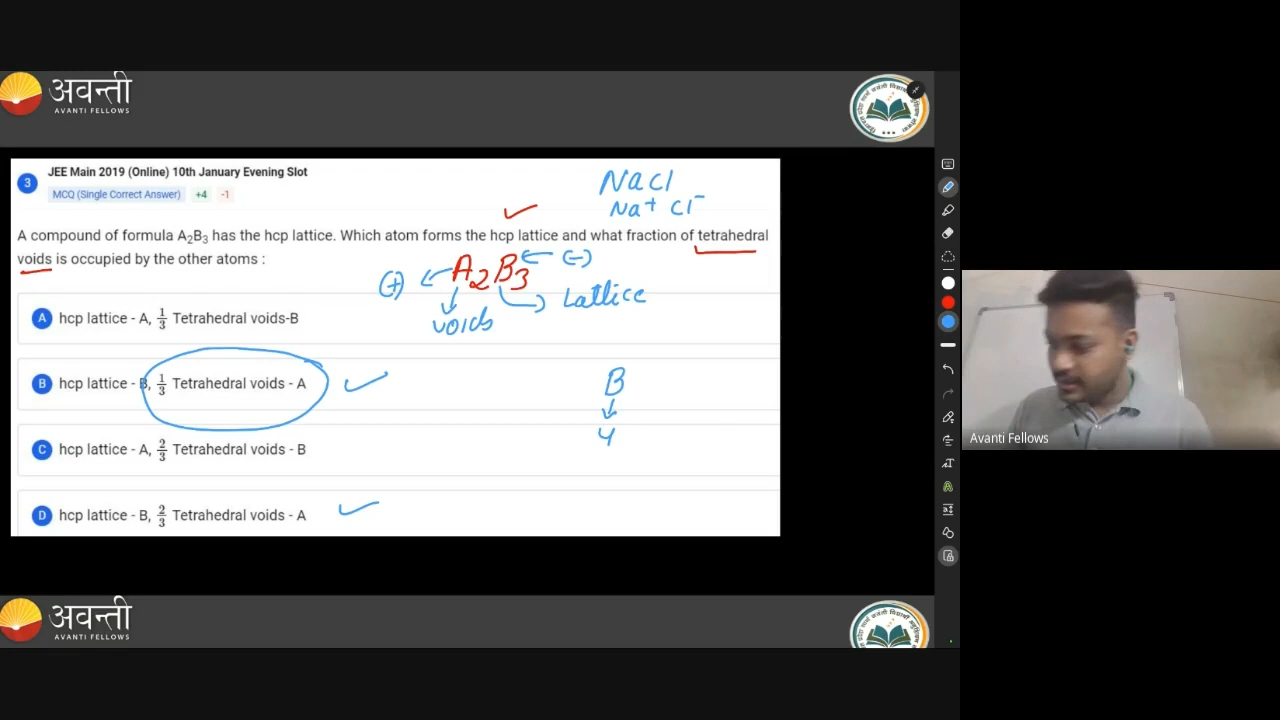 अवन्ती
AVANTI FELLOWS
3
JEE Main 2019 (Online) 10th January Evening Slot
MCQ (Single Correct Answer) +4 -1
NaCl
Na+ Cl-
A compound of formula A2B3 has the hcp lattice. Which atom forms the hcp lattice and what fraction of tetrahedral
voids is occupied by the other atoms :
(+) A2B3 (-)
voids
Lattice
A hcp lattice - A, 1/3 Tetrahedral voids-B
B hcp lattice - B, 1/3 Tetrahedral voids - A
B
4
C hcp lattice - A, 2/3 Tetrahedral voids - B
D hcp lattice - B, 2/3 Tetrahedral voids - A
Avanti Fellows
अवन्ती
AVANTI FELLOWS